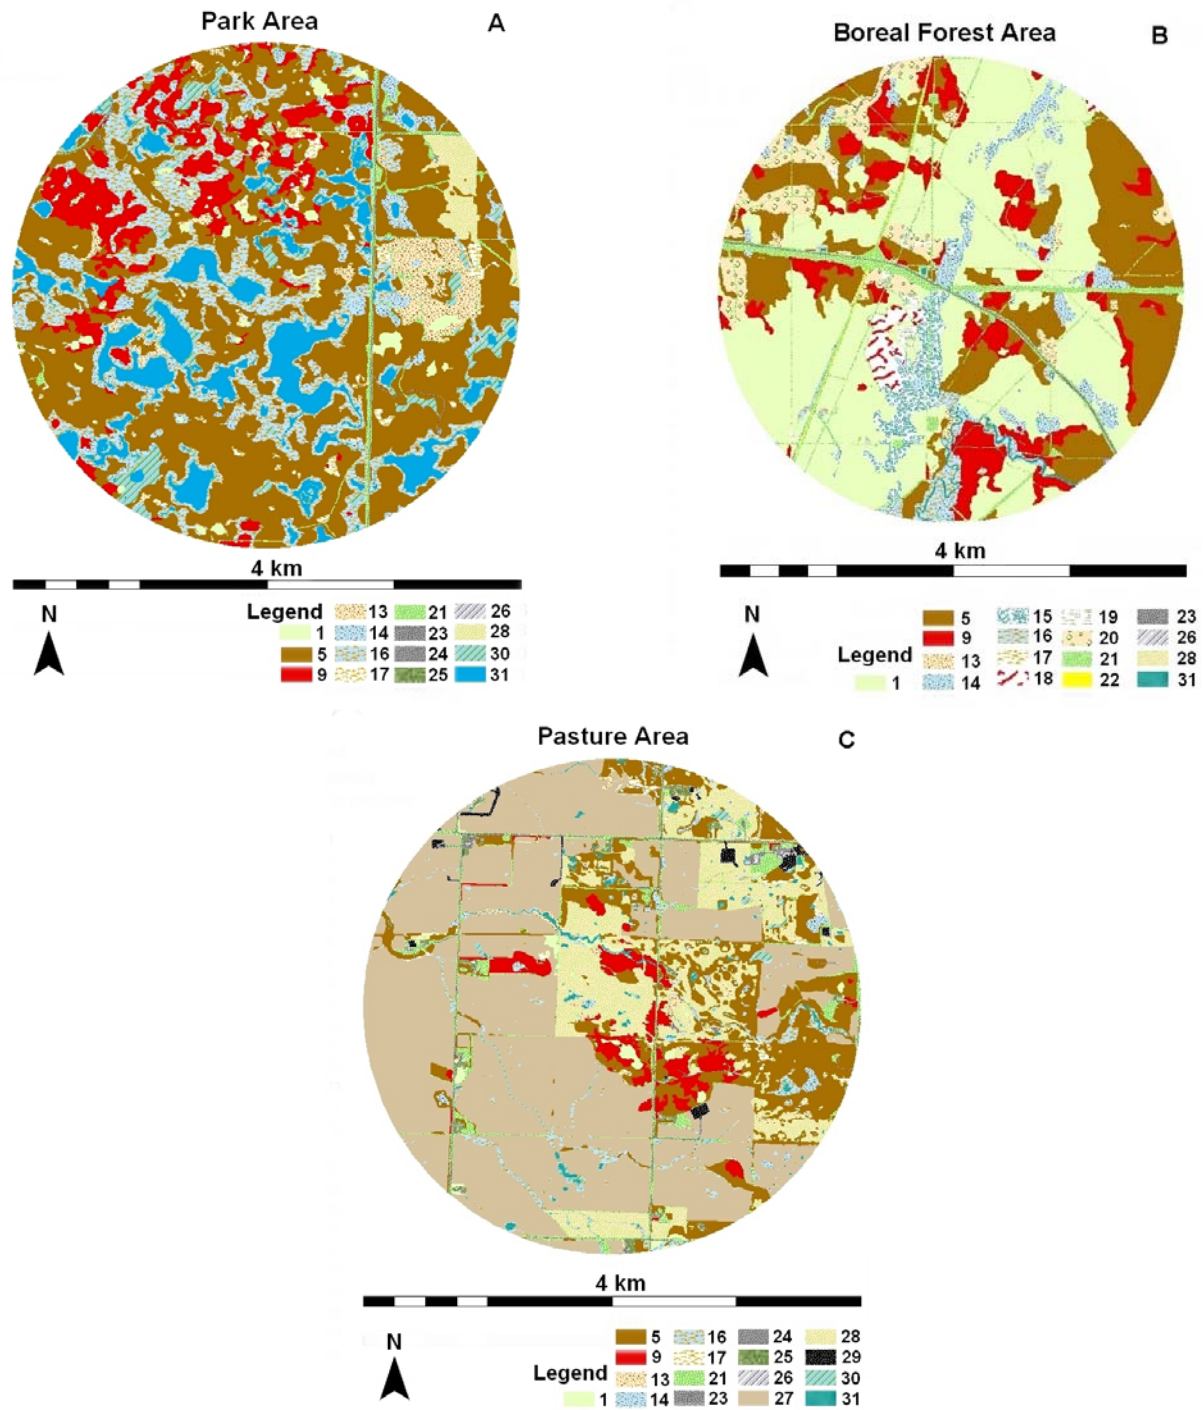 Park Area
A
4 km
N
Legend 13 21 26
1 14 23 28
5 16 24 30
9 17 25 31
Boreal Forest Area
B
4 km
N
5 15 19 23
9 16 20 26
Legend 13 17 21 28
1 14 18 22 31
Pasture Area
C
4 km
N
5 16 24 28
9 17 25 29
Legend 13 21 26 30
1 14 23 27 31